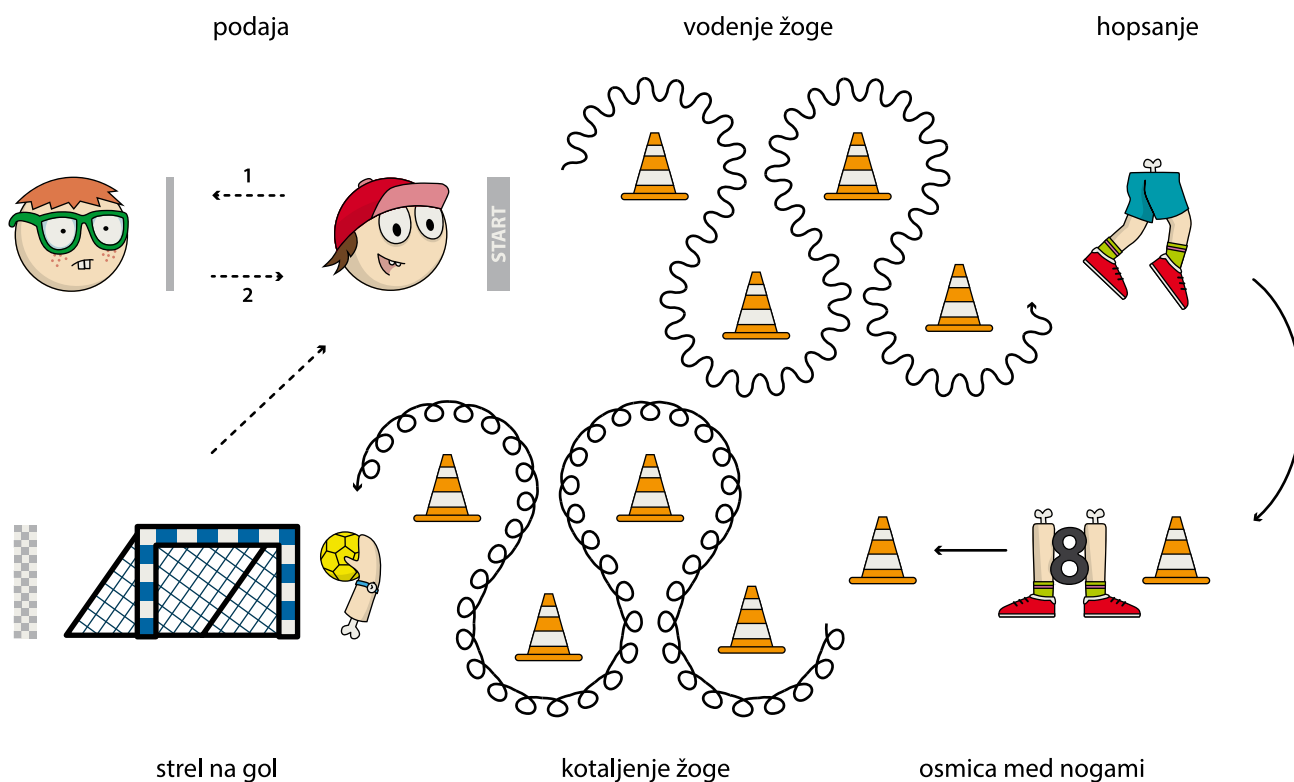 podaja
vodenje žoge
hopsanje
1
2
START
8
strel na gol
kotaljenje žoge
osmica med nogami